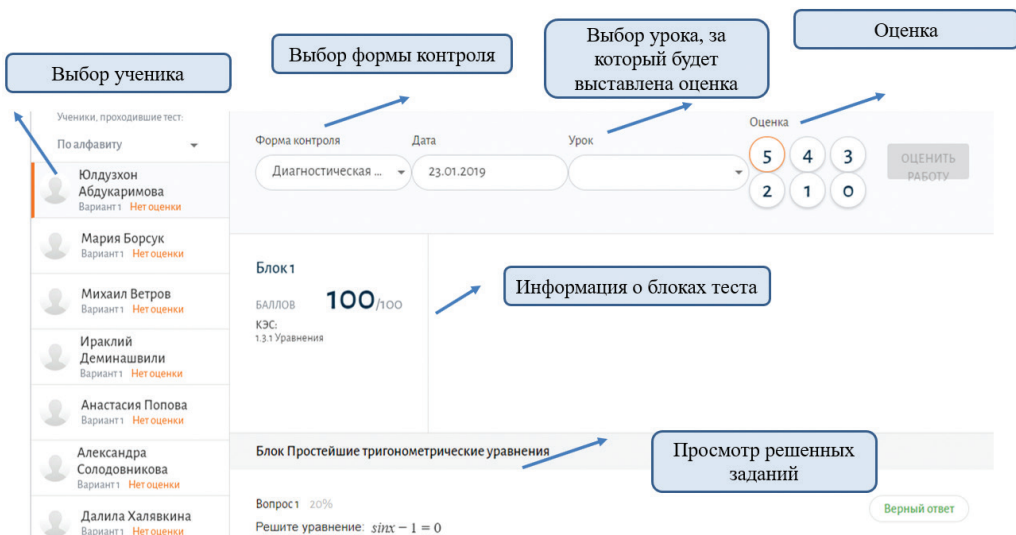 Выбор ученика
Выбор формы контроля
Выбор урока, за
который будет
выставлена оценка
Оценка
Ученики, проходившие тест:
По алфавиту
Юлдузхон
Абдукаримова
Вариант 1 Нет оценки
Мария Борсук
Вариант 1 Нет оценки
Михаил Ветров
Вариант 1 Нет оценки
Ираклий
Деминашвили
Вариант 1 Нет оценки
Анастасия Попова
Вариант 1 Нет оценки
Александра
Солодовникова
Вариант 1 Нет оценки
Далила Халявкина
Вариант 1 Нет оценки
Форма контроля
Диагностическая ...
Дата
23.01.2019
Урок
Оценка
5 4 3
2 1 0
ОЦЕНИТЬ
РАБОТУ
Блок 1
БАЛЛОВ 100/100
КЭС:
1.3.1 Уравнения
Информация о блоках теста
Блок Простейшие тригонометрические уравнения
Просмотр решенных
заданий
Вопрос 1 20%
Верный ответ
Решите уравнение: sinx − 1 = 0